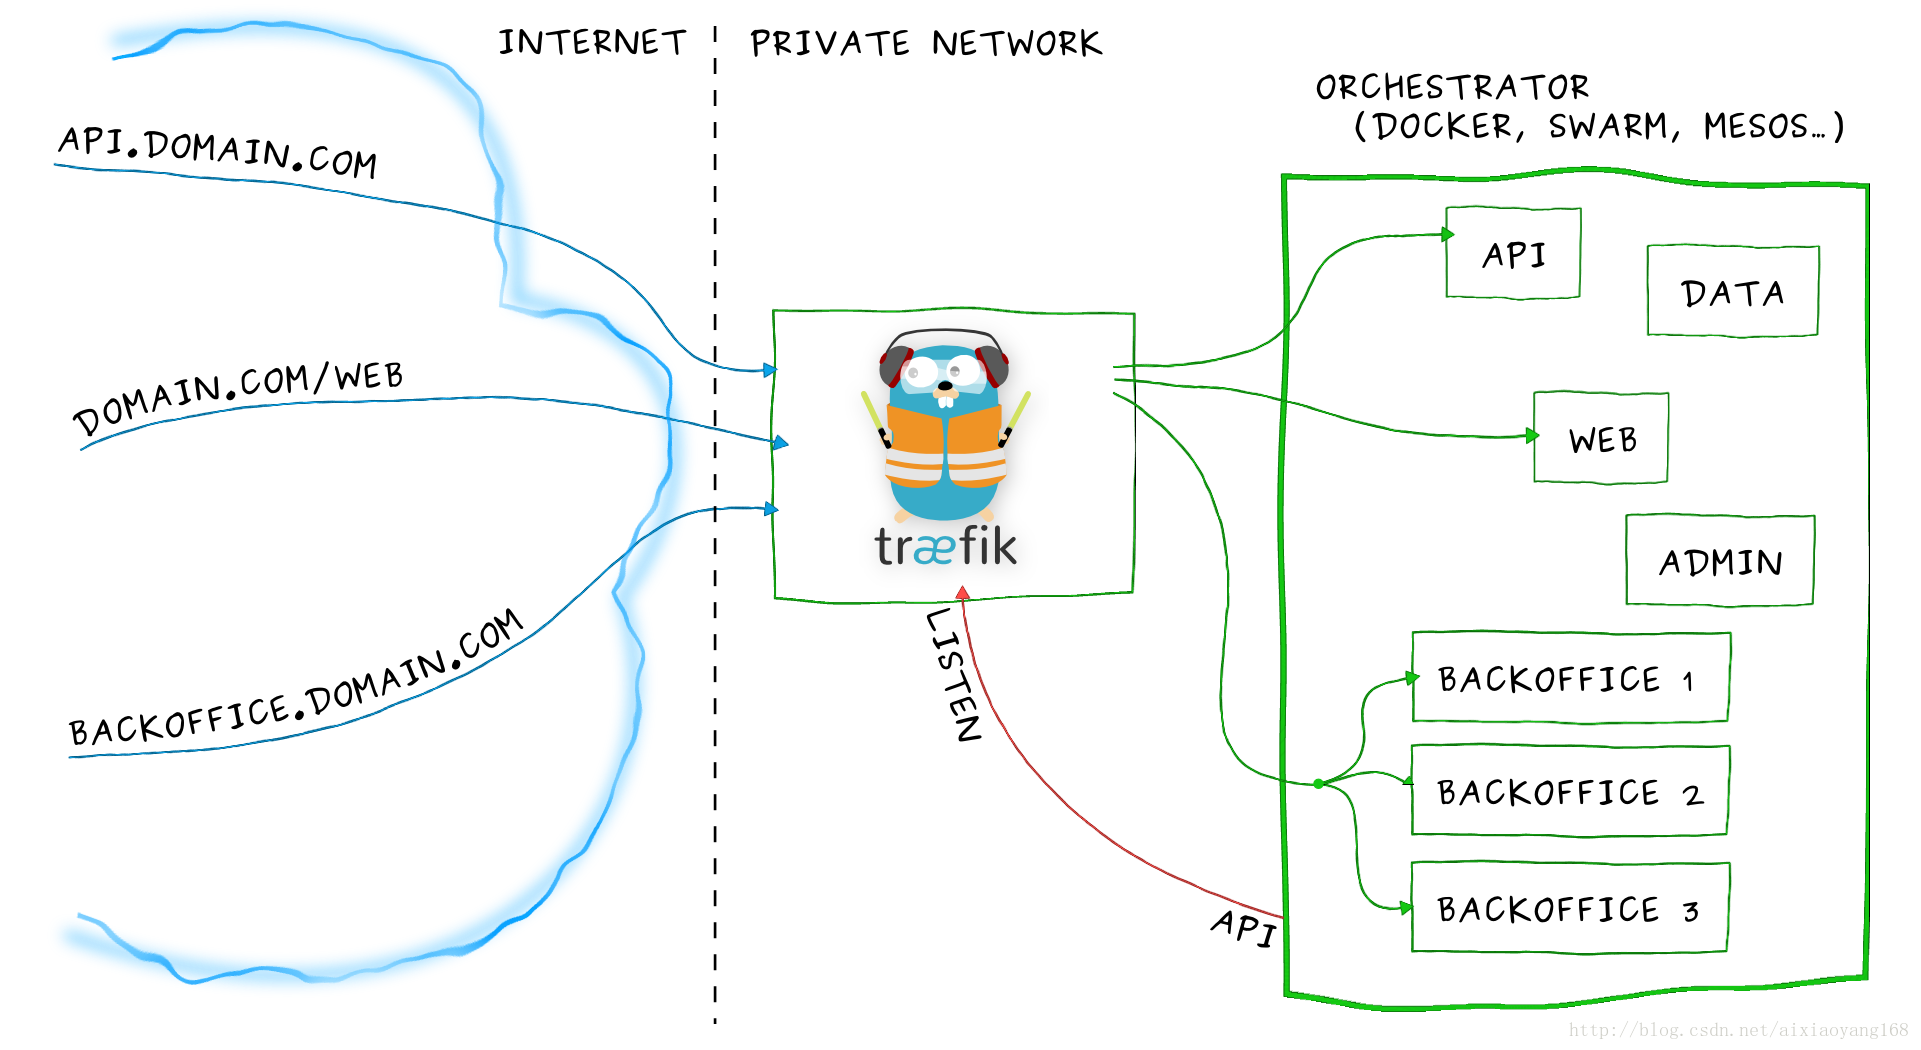 INTERNET
PRIVATE NETWORK
ORCHESTRATOR
(DOCKER, SWARM, MESOS...)
API.DOMAIN.COM
DOMAIN.COM/WEB
BACKOFFICE.DOMAIN.COM
træfik
LISTEN
API
API
DATA
WEB
ADMIN
BACKOFFICE 1
BACKOFFICE 2
BACKOFFICE 3
http://blog.csdn.net/aixiaoyang168